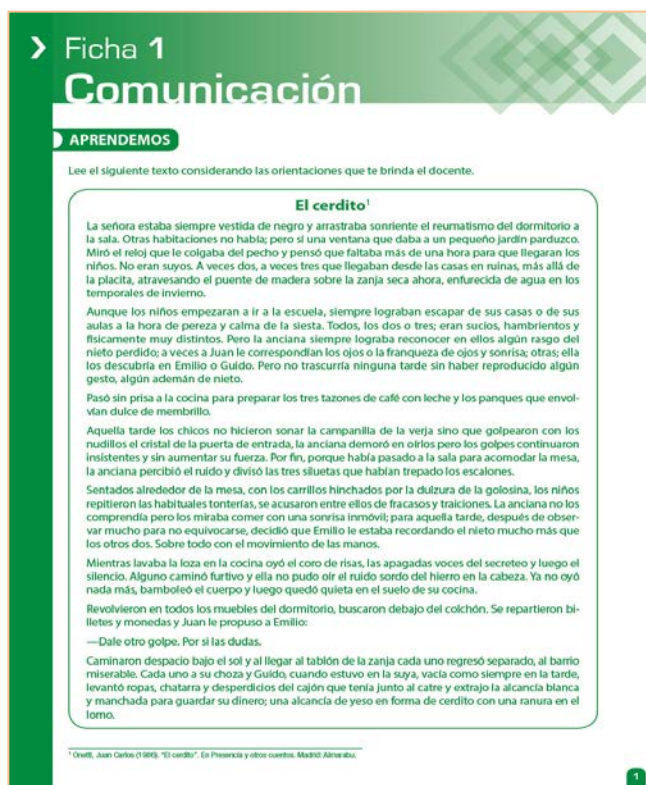 Ficha 1
Comunicación
APRENDEMOS
Lee el siguiente texto considerando las orientaciones que te brinda el docente.
El cerdito¹
La señora estaba siempre vestida de negro y arrastraba sonriente el reumatismo del dormitorio a
la sala. Otras habitaciones no había; pero sí una ventana que daba a un pequeño jardín parduzco.
Miró el reloj que le colgaba del pecho y pensó que faltaba más de una hora para que llegaran los
niños. No eran suyos. A veces dos, a veces tres que llegaban desde las casas en ruinas, más allá de
la placita, atravesando el puente de madera sobre la zanja seca ahora, enfurecida de agua en los
temporales de invierno.
Aunque los niños empezaran a ir a la escuela, siempre lograban escapar de sus casas o de sus
aulas a la hora de pereza y calma de la siesta. Todos, los dos o tres; eran sucios, hambrientos y
físicamente muy distintos. Pero la anciana siempre lograba reconocer en ellos algún rasgo del
nieto perdido; a veces a Juan le correspondían los ojos o la franqueza de ojos y sonrisa; otras; ella
los descubría en Emilio o Guido. Pero no trascurría ninguna tarde sin haber reproducido algún
gesto, algún ademán de nieto.
Pasó sin prisa a la cocina para preparar los tres tazones de café con leche y los panques que envol-
vían dulce de membrillo.
Aquella tarde los chicos no hicieron sonar la campanilla de la verja sino que golpearon con los
nudillos el cristal de la puerta de entrada, la anciana demoró en oírlos pero los golpes continuaron
insistentes y sin aumentar su fuerza. Por fin, porque había pasado a la sala para acomodar la mesa,
la anciana percibió el ruido y divisó las tres siluetas que habían trepado los escalones.
Sentados alrededor de la mesa, con los carrillos hinchados por la dulzura de la golosina, los niños
repitieron las habituales tonterías, se acusaron entre ellos de fracasos y traiciones. La anciana no los
comprendía pero los miraba comer con una sonrisa inmóvil; para aquella tarde, después de obser-
var mucho para no equivocarse, decidió que Emilio le estaba recordando el nieto mucho más que
los otros dos. Sobre todo con el movimiento de las manos.
Mientras lavaba la loza en la cocina oyó el coro de risas, las apagadas voces del secreteo y luego el
silencio. Alguno caminó furtivo y ella no pudo oír el ruido sordo del hierro en la cabeza. Ya no oyó
nada más, bamboleó el cuerpo y luego quedó quieta en el suelo de su cocina.
Revolvieron en todos los muebles del dormitorio, buscaron debajo del colchón. Se repartieron bi-
lletes y monedas y Juan le propuso a Emilio:
—Dale otro golpe. Por si las dudas.
Caminaron despacio bajo el sol y al llegar al tablón de la zanja cada uno regresó separado, al barrio
miserable. Cada uno a su choza y Guido, cuando estuvo en la suya, vacía como siempre en la tarde,
levantó ropas, chatarra y desperdicios del cajón que tenía junto al catre y extrajo la alcancía blanca
y manchada para guardar su dinero; una alcancía de yeso en forma de cerdito con una ranura en el
lomo.
¹ Onetti, Juan Carlos (1986). "El cerdito". En Presencia y otros cuentos. Madrid: Almarabu.
1